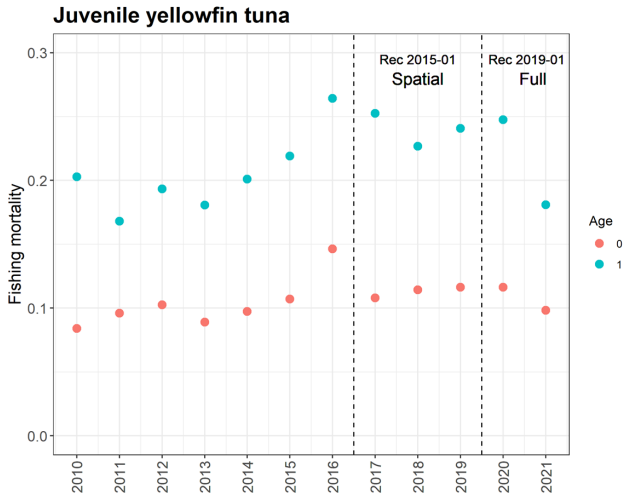 Juvenile yellowfin tuna
Fishing mortality
0.3
0.2
0.1
0.0
Rec 2015-01
Spatial
Rec 2019-01
Full
2010
2011
2012
2013
2014
2015
2016
2017
2018
2019
2020
2021
Age
0
1